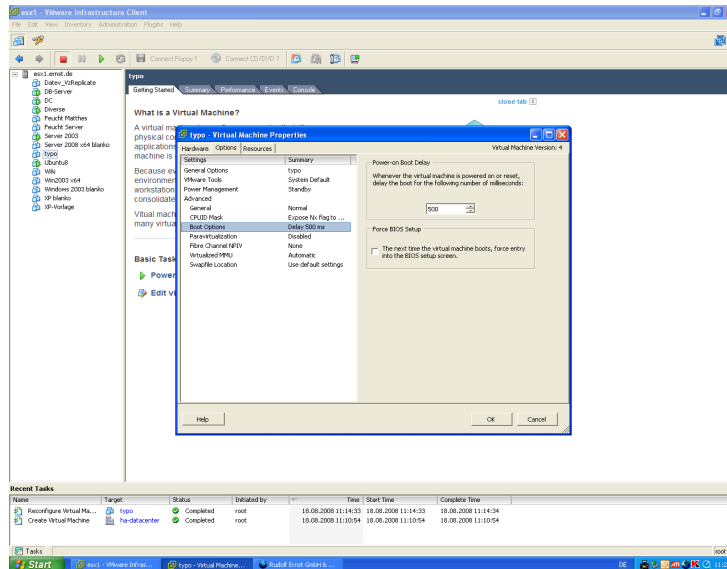 esx1 - VMware Infrastructure Client
File Edit View Inventory Administration Plugins Help
Connect Floppy 1 Connect CD/DVD 1
esx1.ernst.de
Datev_VzReplicate
DB-Server
DC
Diverse
Feucht Matthes
Feucht Server
Server 2003
Server 2008 x64 blanko
typo
Ubuntu8
Wiki
Win2003 x64
Windows 2003 blanko
XP blanko
XP-Vorlage
typo
Getting Started Summary Performance Events Console
close tab
What is a Virtual Machine?
A virtual
physical
applications
machine is
Because
workstation
consolidate
many
Basic
Edit
typo - Virtual Machine Properties
Hardware Options Resources
Virtual Machine Version: 4
Settings Summary
General Options typo
VMware Tools System Default
Power Management Standby
Advanced
General Normal
CPUID Mask Expose Nx flag to ...
Boot Options Delay 500 ms
Paravirtualization Disabled
Fibre Channel NPIV None
Virtualized MMU Automatic
Swapfile Location Use default settings
Power-on Boot Delay
Whenever the virtual machine is powered on or reset,
delay the boot for the following number of milliseconds:
500
Force BIOS Setup
The next time the virtual machine boots, force entry
into the BIOS setup screen.
Help OK Cancel
Recent Tasks
Name Target Status Initiated by Time Start Time Complete Time
Reconfigure Virtual Ma... typo Completed root 18.08.2008 11:14:33 18.08.2008 11:14:33 18.08.2008 11:14:34
Create Virtual Machine ha-datacenter Completed root 18.08.2008 11:10:54 18.08.2008 11:10:54 18.08.2008 11:10:54
Tasks root
Start esx1 - VMware Infras... typo - Virtual Machine... Rudolf Ernst GmbH & ... DE